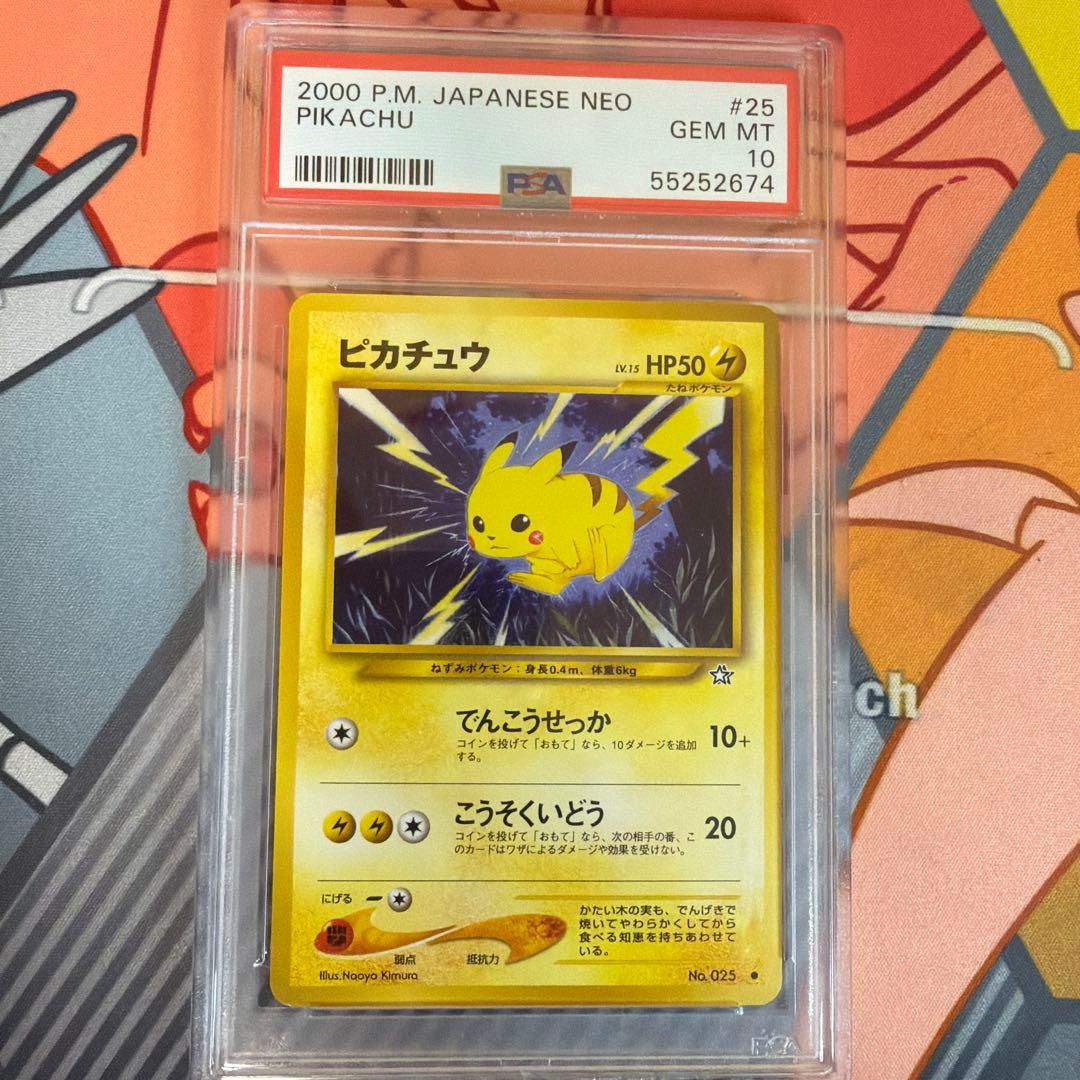 2000 P.M. JAPANESE NEO #25
PIKACHU GEM MT
10
PSA 55252674
ピカチュウ LV.15 HP50
たねポケモン
ねずみポケモン：身長0.4m、体重6kg
でんこうせっか 10+
コインを投げて「おもて」なら、10ダメージを追加
する。
こうそくいどう 20
コインを投げて「おもて」なら、次の相手の番、こ
のカードはワザによるダメージや効果を受けない。
にげる
かたい木の実も、でんげきで
焼いてやわらかくしてから
食べる知恵を持ちあわせて
いる。
弱点 抵抗力
Illus. Naoyo Kimura No. 025
ch
PSA